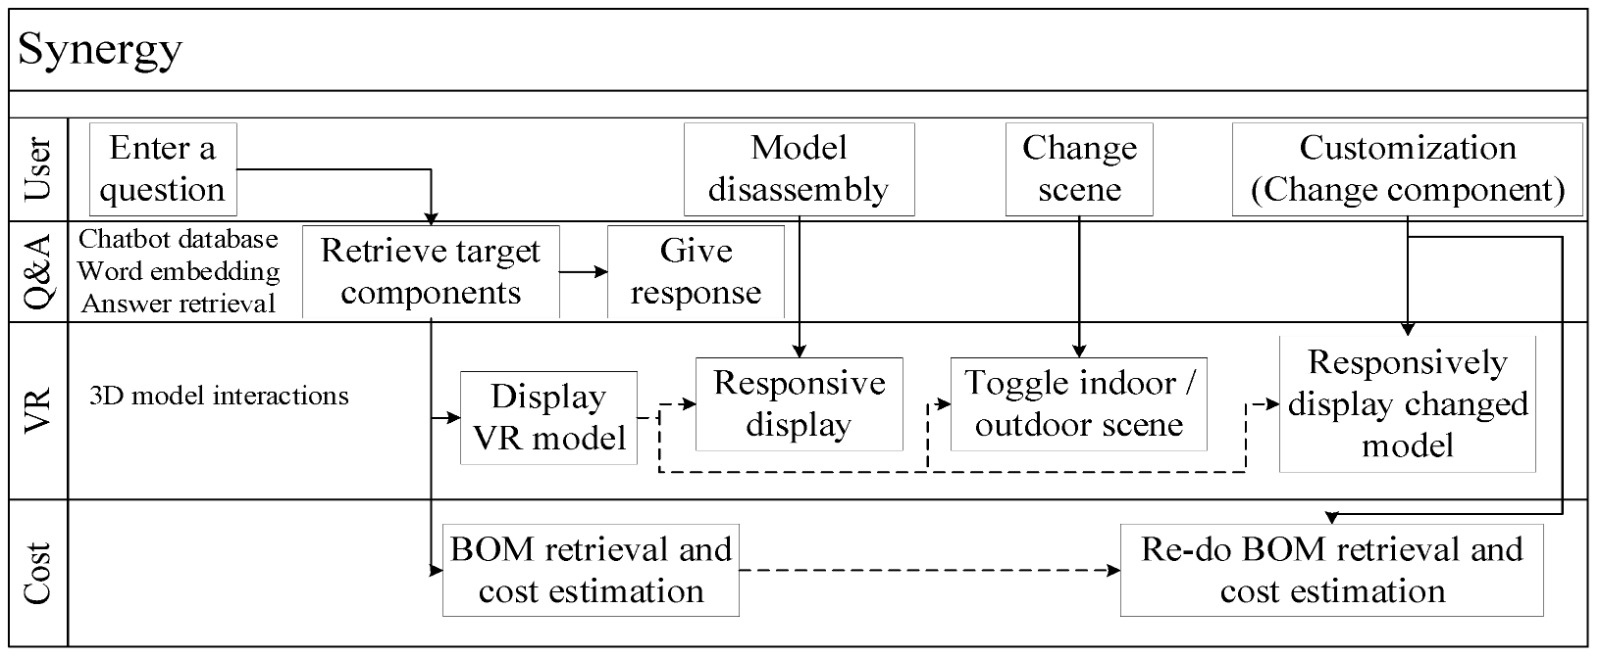 Synergy
User
Enter a
question
Model
disassembly
Change
scene
Customization
(Change component)
Q&A
Chatbot database
Word embedding
Answer retrieval
Retrieve target
components
Give
response
VR
3D model interactions
Display
VR model
Responsive
display
Toggle indoor /
outdoor scene
Responsively
display changed
model
Cost
BOM retrieval and
cost estimation
Re-do BOM retrieval and
cost estimation